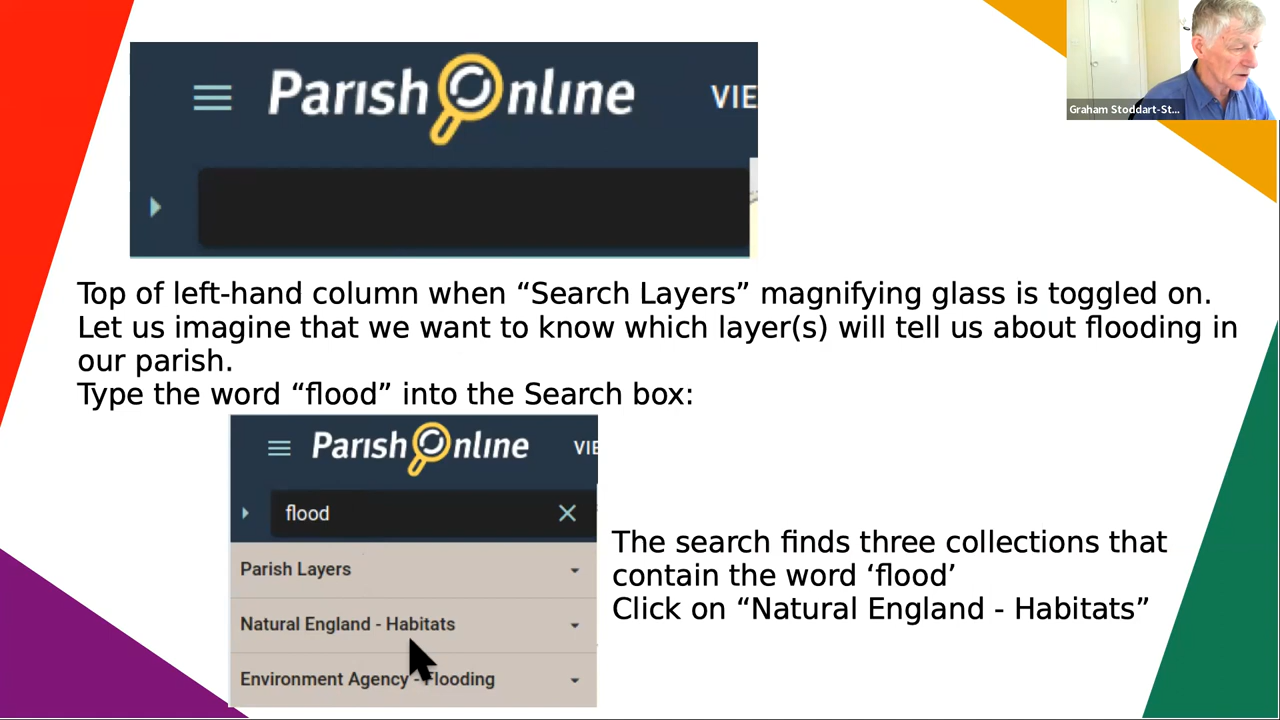 Parish Online
VIE
Graham Stoddart-St...
Top of left-hand column when “Search Layers” magnifying glass is toggled on.
Let us imagine that we want to know which layer(s) will tell us about flooding in
our parish.
Type the word “flood” into the Search box:
Parish Online
VIE
flood
Parish Layers
Natural England - Habitats
Environment Agency - Flooding
The search finds three collections that
contain the word ‘flood’
Click on “Natural England - Habitats”